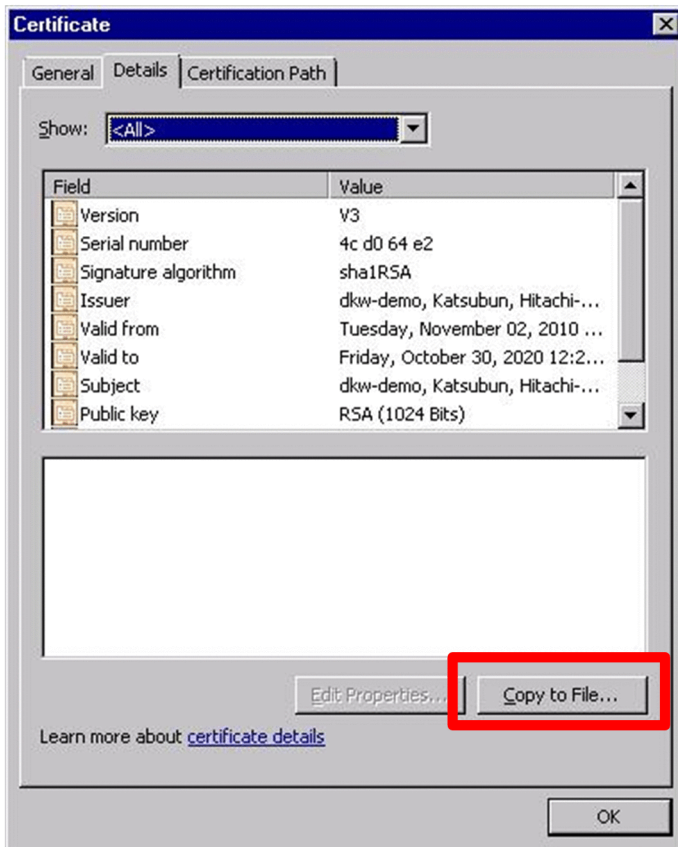 Certificate
General Details Certification Path
Show: <All>
Field Value
Version V3
Serial number 4c d0 64 e2
Signature algorithm sha1RSA
Issuer dkw-demo, Katsubun, Hitachi-...
Valid from Tuesday, November 02, 2010 ...
Valid to Friday, October 30, 2020 12:2...
Subject dkw-demo, Katsubun, Hitachi-...
Public key RSA (1024 Bits)
Edit Properties... Copy to File...
Learn more about certificate details
OK